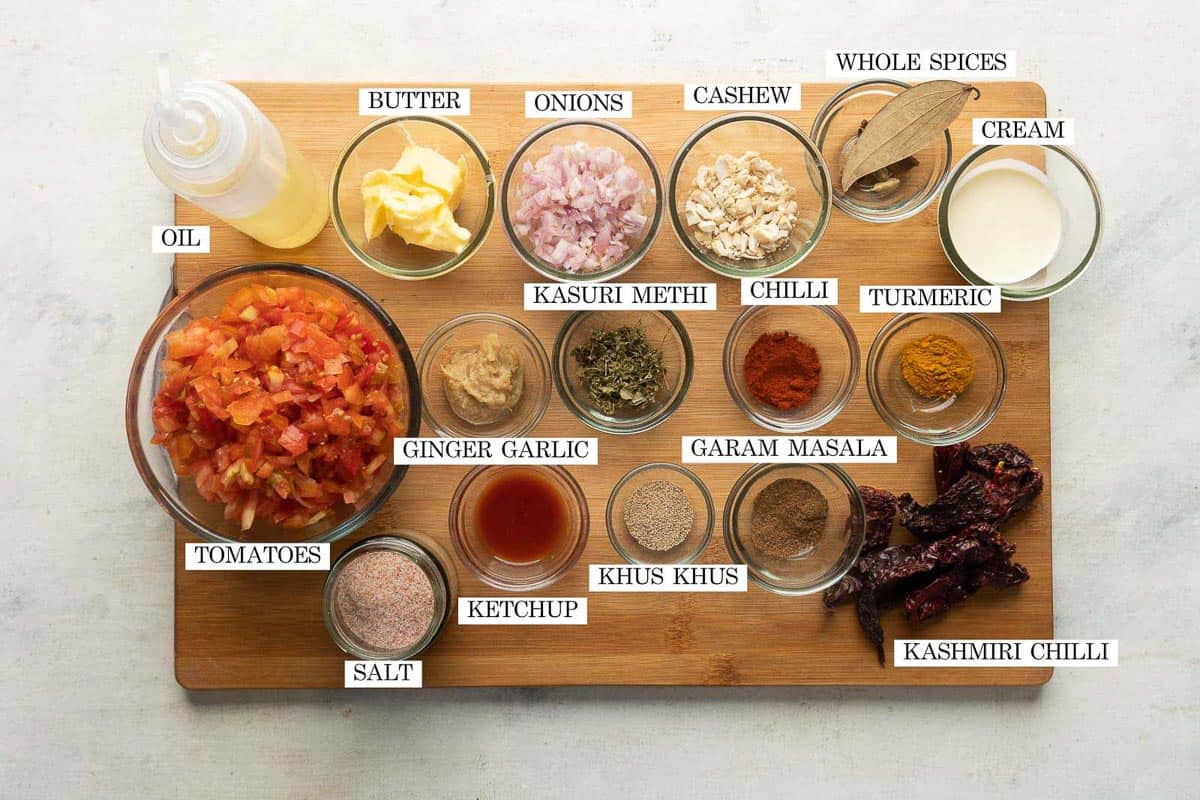 WHOLE SPICES
BUTTER
ONIONS
CASHEW
CREAM
OIL
KASURI METHI
CHILLI
TURMERIC
GINGER GARLIC
GARAM MASALA
TOMATOES
KHUS KHUS
KETCHUP
KASHMIRI CHILLI
SALT